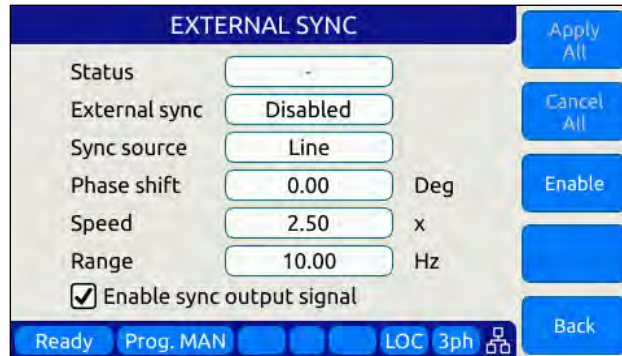 EXTERNAL SYNC
Apply All
Status -
Cancel All
External sync Disabled
Sync source Line
Phase shift 0.00 Deg
Enable
Speed 2.50 x
Range 10.00 Hz
Enable sync output signal
Back
Ready Prog. MAN LOC 3ph